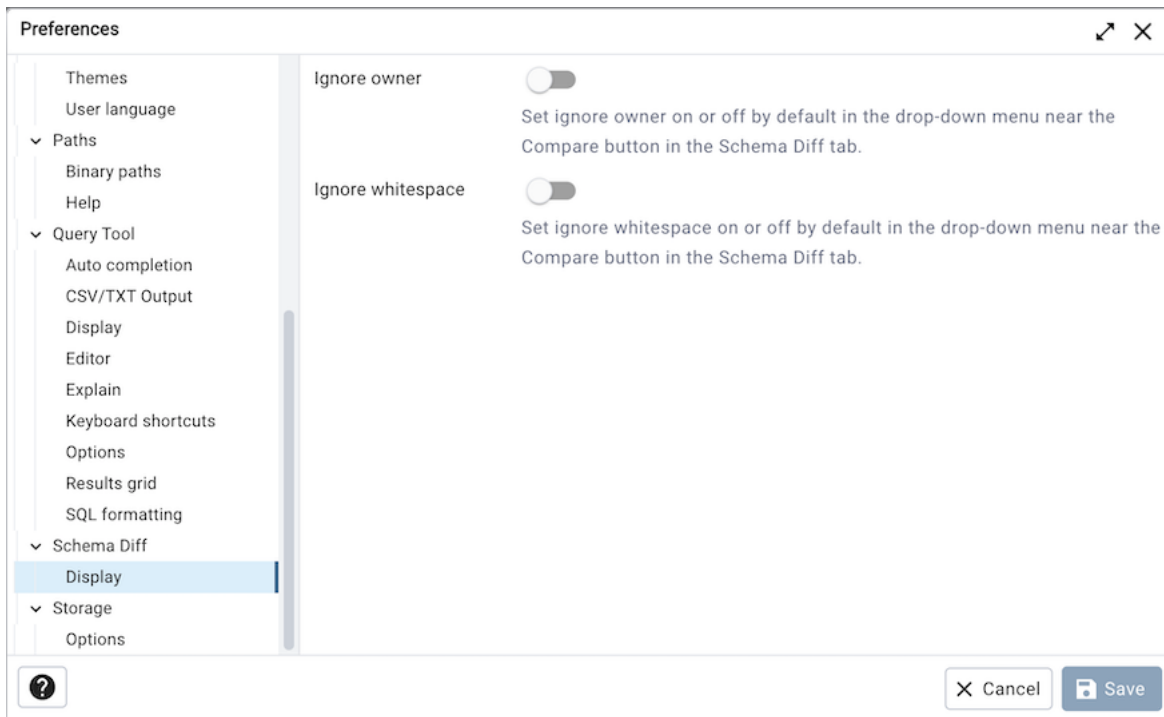 Preferences
Themes
User language
Paths
Binary paths
Help
Query Tool
Auto completion
CSV/TXT Output
Display
Editor
Explain
Keyboard shortcuts
Options
Results grid
SQL formatting
Schema Diff
Display
Storage
Options
Ignore owner
Set ignore owner on or off by default in the drop-down menu near the
Compare button in the Schema Diff tab.
Ignore whitespace
Set ignore whitespace on or off by default in the drop-down menu near the
Compare button in the Schema Diff tab.
?
Cancel
Save